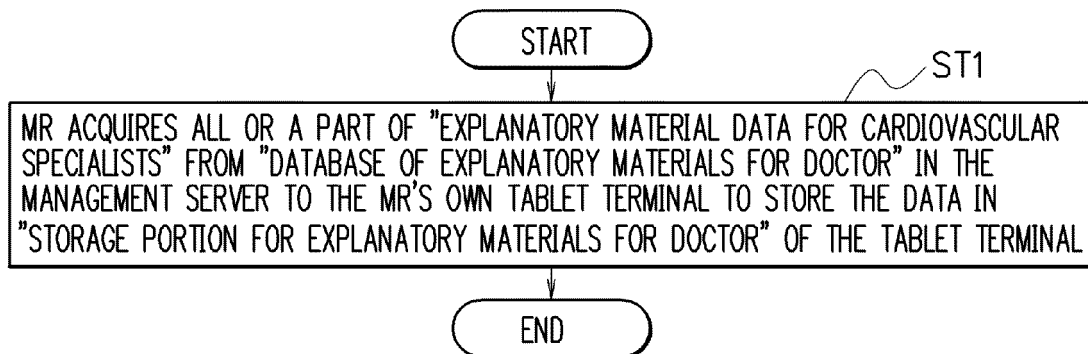 START
ST1
MR ACQUIRES ALL OR A PART OF "EXPLANATORY MATERIAL DATA FOR CARDIOVASCULAR
SPECIALISTS" FROM "DATABASE OF EXPLANATORY MATERIALS FOR DOCTOR" IN THE
MANAGEMENT SERVER TO THE MR'S OWN TABLET TERMINAL TO STORE THE DATA IN
"STORAGE PORTION FOR EXPLANATORY MATERIALS FOR DOCTOR" OF THE TABLET TERMINAL
END